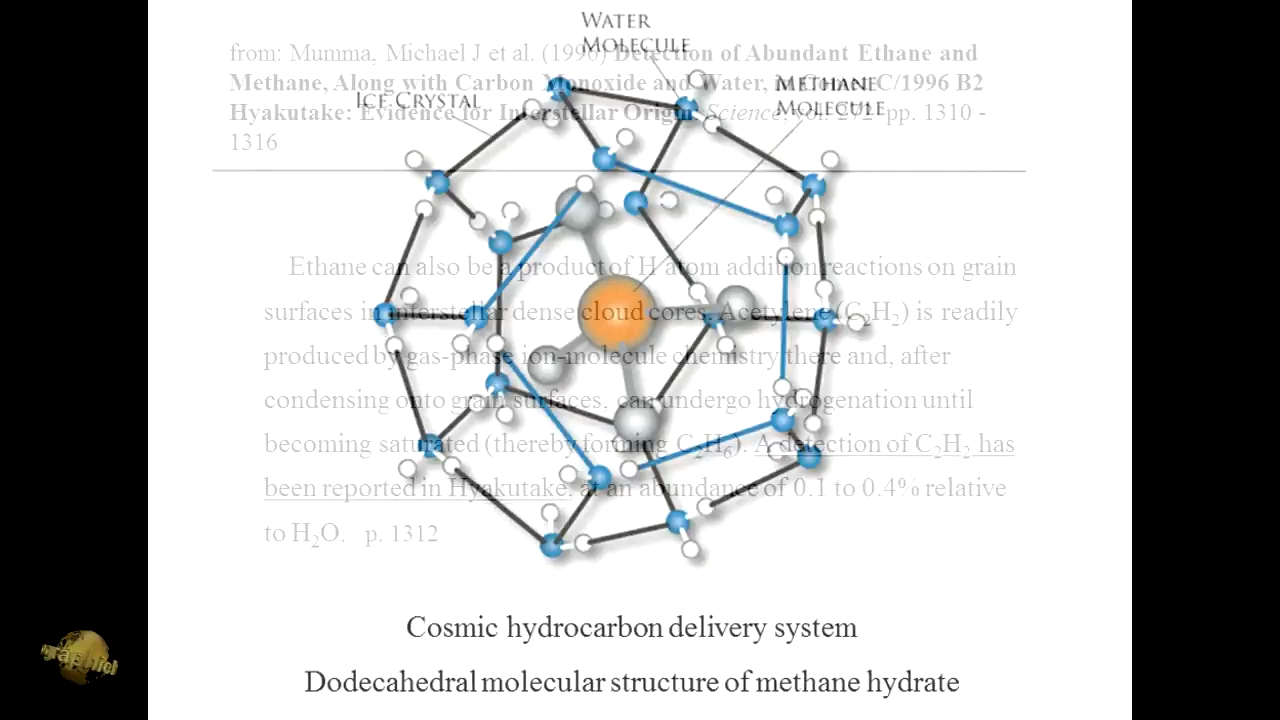 WATER
MOLECULE
from: Mumma, Michael J et al. (1996) Detection of Abundant Ethane and
Methane, Along with Carbon Monoxide and Water, in Comet C/1996 B2
Hyakutake: Evidence for Interstellar Origin Science, vol. 272 pp. 1310 -
1316
ICE CRYSTAL
METHANE
MOLECULE
Ethane can also be a product of H atom addition reactions on grain
surfaces in interstellar dense cloud cores. Acetylene (C₂H₂) is readily
produced by gas-phase ion-molecule chemistry there and, after
condensing onto grain surfaces, can undergo hydrogenation until
becoming saturated (thereby forming C₂H₆). A detection of C₂H₂ has
been reported in Hyakutake, at an abundance of 0.1 to 0.4% relative
to H₂O. p. 1312
Cosmic hydrocarbon delivery system
Dodecahedral molecular structure of methane hydrate